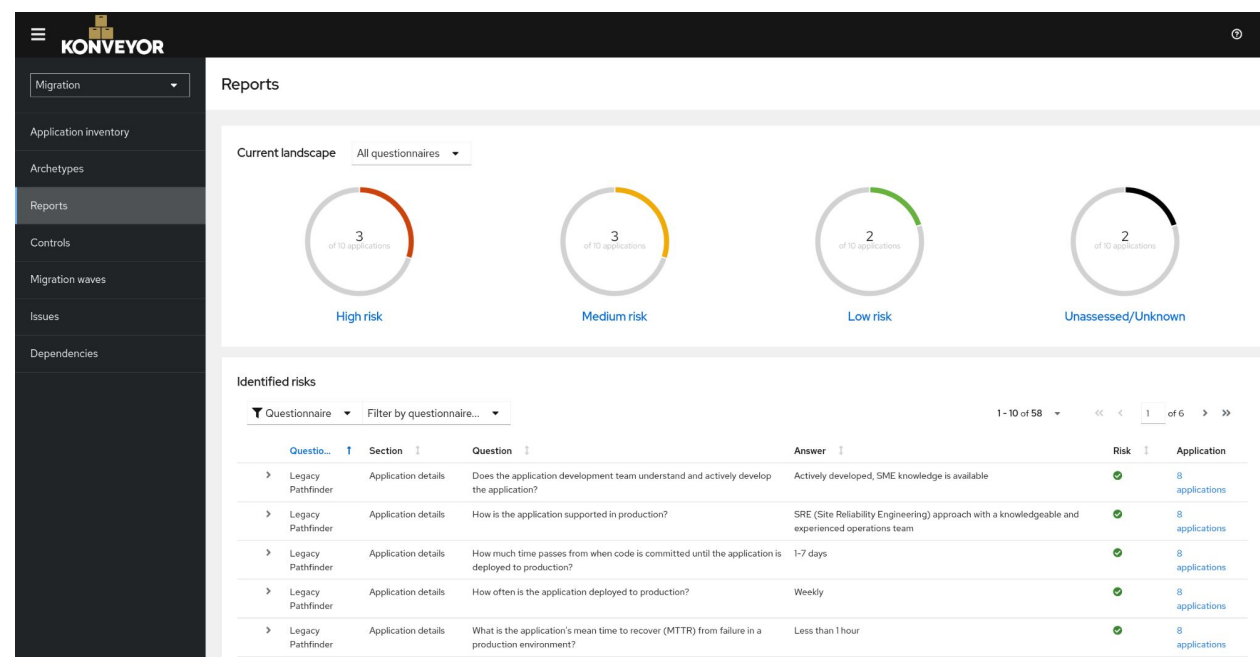 KONVEYOR
Migration
Application inventory
Archetypes
Reports
Controls
Migration waves
Issues
Dependencies
Reports
Current landscape All questionnaires
3
of 10 applications
High risk
3
of 10 applications
Medium risk
2
of 10 applications
Low risk
2
of 10 applications
Unassessed/Unknown
Identified risks
Questionnaire Filter by questionnaire... 1 - 10 of 58 1 of 6
Questio... Section Question Answer Risk Application
Legacy Pathfinder Application details Does the application development team understand and actively develop
the application? Actively developed, SME knowledge is available 8 applications
Legacy Pathfinder Application details How is the application supported in production? SRE (Site Reliability Engineering) approach with a knowledgeable and
experienced operations team 8 applications
Legacy Pathfinder Application details How much time passes from when code is committed until the application is
deployed to production? 1-7 days 8 applications
Legacy Pathfinder Application details How often is the application deployed to production? Weekly 8 applications
Legacy Pathfinder Application details What is the application's mean time to recover (MTTR) from failure in a
production environment? Less than 1 hour 8 applications